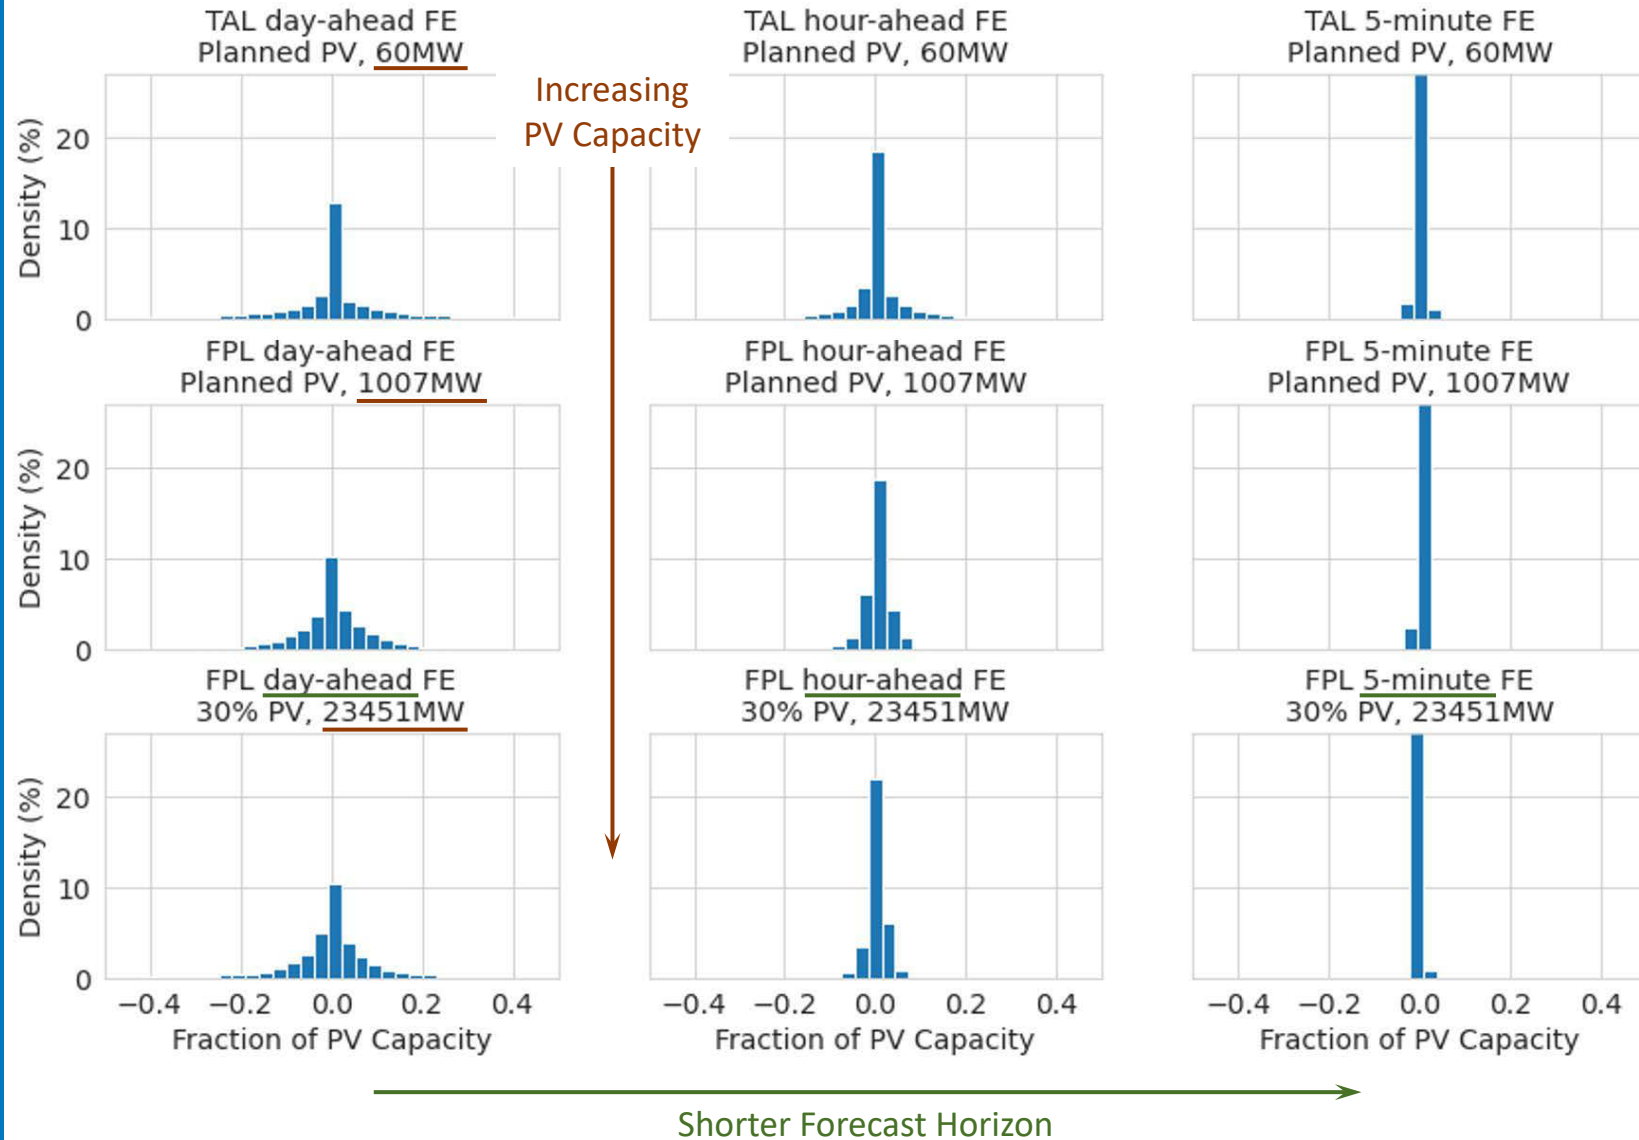 TAL day-ahead FE
Planned PV, 60MW
TAL hour-ahead FE
Planned PV, 60MW
TAL 5-minute FE
Planned PV, 60MW
Increasing
PV Capacity
Density (%)
20
10
0
FPL day-ahead FE
Planned PV, 1007MW
FPL hour-ahead FE
Planned PV, 1007MW
FPL 5-minute FE
Planned PV, 1007MW
Density (%)
20
10
0
FPL day-ahead FE
30% PV, 23451MW
FPL hour-ahead FE
30% PV, 23451MW
FPL 5-minute FE
30% PV, 23451MW
Density (%)
20
10
0
−0.4 −0.2 0.0 0.2 0.4
Fraction of PV Capacity
−0.4 −0.2 0.0 0.2 0.4
Fraction of PV Capacity
−0.4 −0.2 0.0 0.2 0.4
Fraction of PV Capacity
Shorter Forecast Horizon